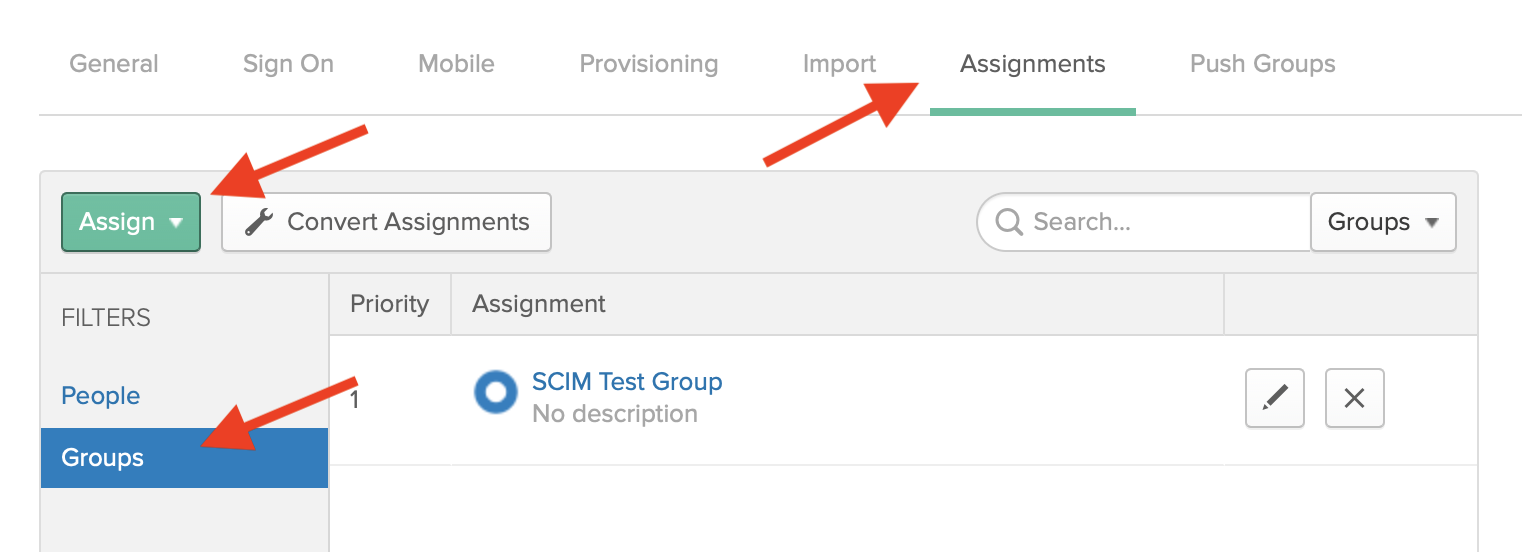 General Sign On Mobile Provisioning Import Assignments Push Groups
Assign Convert Assignments Search... Groups
FILTERS
Priority Assignment
People
Groups
1
SCIM Test Group
No description